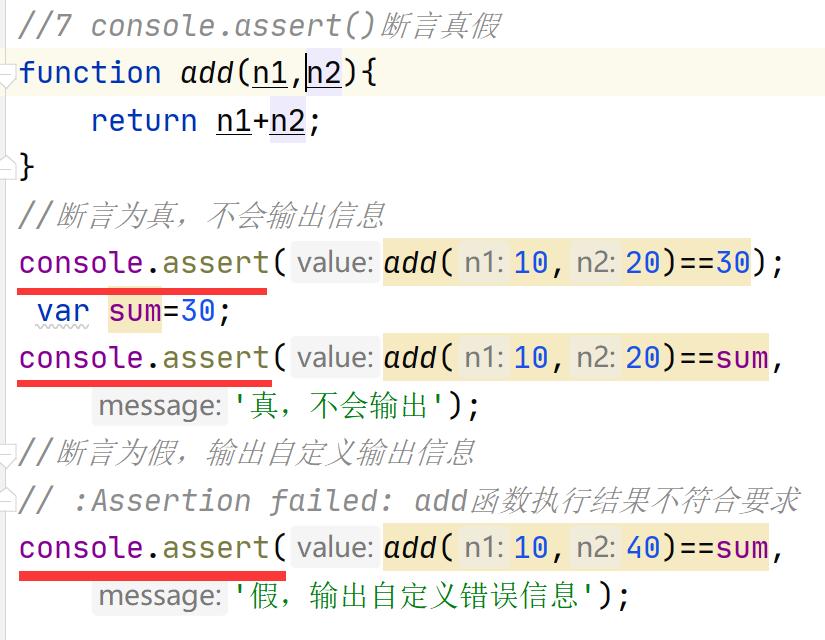 //7 console.assert()断言真假
function add(n1,n2){
    return n1+n2;
}
//断言为真，不会输出信息
console.assert( value: add( n1: 10, n2: 20)==30);
 var sum=30;
console.assert( value: add( n1: 10, n2: 20)==sum,
    message: '真，不会输出');
//断言为假，输出自定义输出信息
// :Assertion failed: add函数执行结果不符合要求
console.assert( value: add( n1: 10, n2: 40)==sum,
    message: '假，输出自定义错误信息');